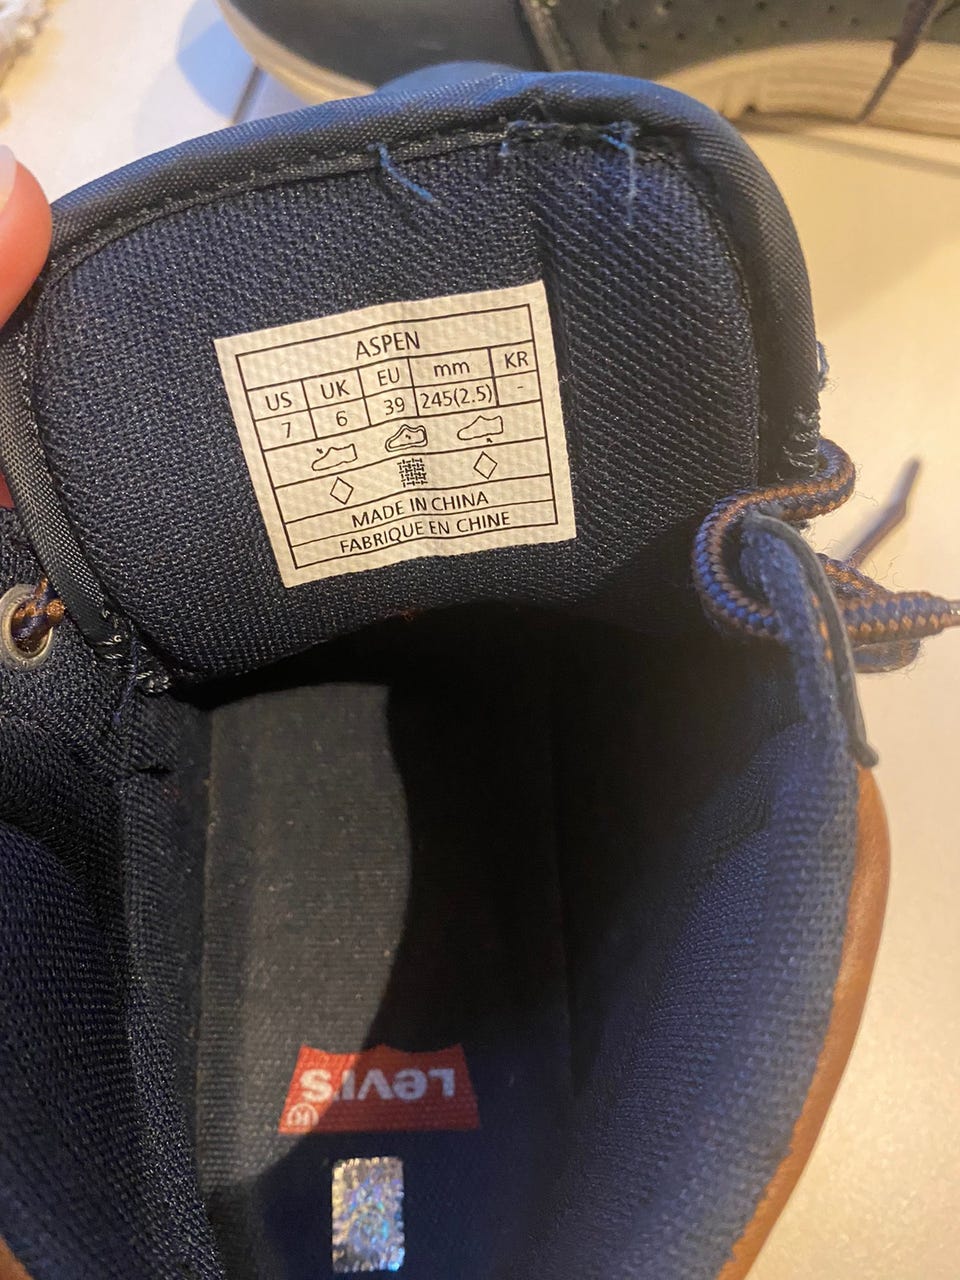 ASPEN
US UK EU mm KR
7 6 39 245(2.5) -
MADE IN CHINA
FABRIQUE EN CHINE
Levi's®